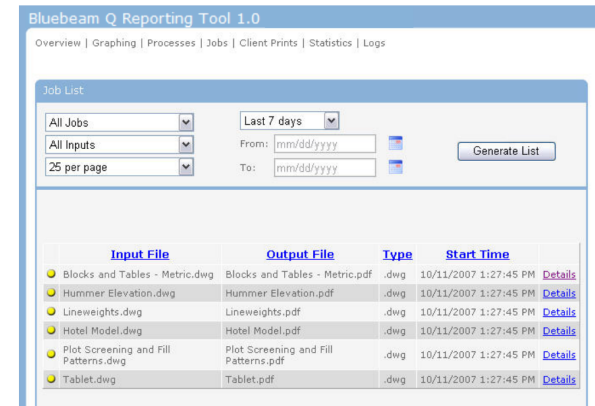 Bluebeam Q Reporting Tool 1.0
Overview | Graphing | Processes | Jobs | Client Prints | Statistics | Logs
Job List
All Jobs
Last 7 days
All Inputs
From: mm/dd/yyyy
Generate List
25 per page
To: mm/dd/yyyy
Input File Output File Type Start Time
Blocks and Tables - Metric.dwg Blocks and Tables - Metric.pdf .dwg 10/11/2007 1:27:45 PM Details
Hummer Elevation.dwg Hummer Elevation.pdf .dwg 10/11/2007 1:27:45 PM Details
Lineweights.dwg Lineweights.pdf .dwg 10/11/2007 1:27:45 PM Details
Hotel Model.dwg Hotel Model.pdf .dwg 10/11/2007 1:27:45 PM Details
Plot Screening and Fill
Patterns.dwg
Plot Screening and Fill
Patterns.pdf
.dwg 10/11/2007 1:27:45 PM Details
Tablet.dwg Tablet.pdf .dwg 10/11/2007 1:27:45 PM Details